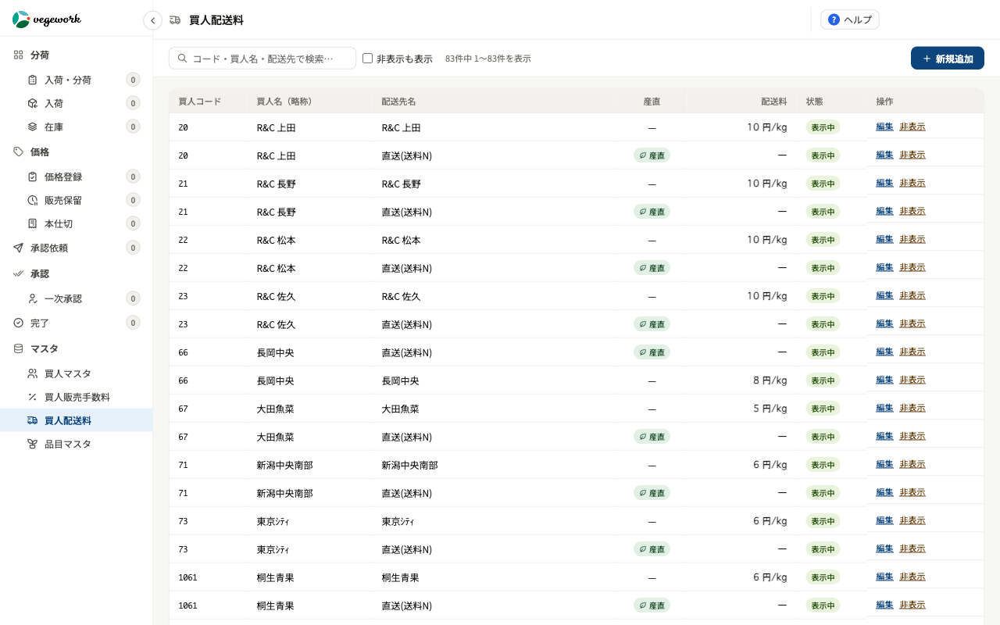 vegework
買人配送料
? ヘルプ
分荷
入荷・分荷 0
入荷 0
在庫 0
価格
価格登録 0
販売保留 0
本仕切 0
承認依頼 0
承認
一次承認 0
完了 0
マスタ
買人マスタ
買人販売手数料
買人配送料
品目マスタ
コード・買人名・配送先で検索… 非表示も表示 83件中 1〜83件を表示 + 新規追加
買人コード 買人名（略称） 配送先名 産直 配送料 状態 操作
20 R&C 上田 R&C 上田 — 10 円/kg 表示中 編集 非表示
20 R&C 上田 直送(送料N) 産直 — 表示中 編集 非表示
21 R&C 長野 R&C 長野 — 10 円/kg 表示中 編集 非表示
21 R&C 長野 直送(送料N) 産直 — 表示中 編集 非表示
22 R&C 松本 R&C 松本 — 10 円/kg 表示中 編集 非表示
22 R&C 松本 直送(送料N) 産直 — 表示中 編集 非表示
23 R&C 佐久 R&C 佐久 — 10 円/kg 表示中 編集 非表示
23 R&C 佐久 直送(送料N) 産直 — 表示中 編集 非表示
66 長岡中央 直送(送料N) 産直 — 表示中 編集 非表示
66 長岡中央 長岡中央 — 8 円/kg 表示中 編集 非表示
67 大田魚菜 大田魚菜 — 5 円/kg 表示中 編集 非表示
67 大田魚菜 直送(送料N) 産直 — 表示中 編集 非表示
71 新潟中央南部 新潟中央南部 — 6 円/kg 表示中 編集 非表示
71 新潟中央南部 直送(送料N) 産直 — 表示中 編集 非表示
73 東京ｼﾃｨ 東京ｼﾃｨ — 6 円/kg 表示中 編集 非表示
73 東京ｼﾃｨ 直送(送料N) 産直 — 表示中 編集 非表示
1061 桐生青果 桐生青果 — 6 円/kg 表示中 編集 非表示
1061 桐生青果 直送(送料N) 産直 — 表示中 編集 非表示